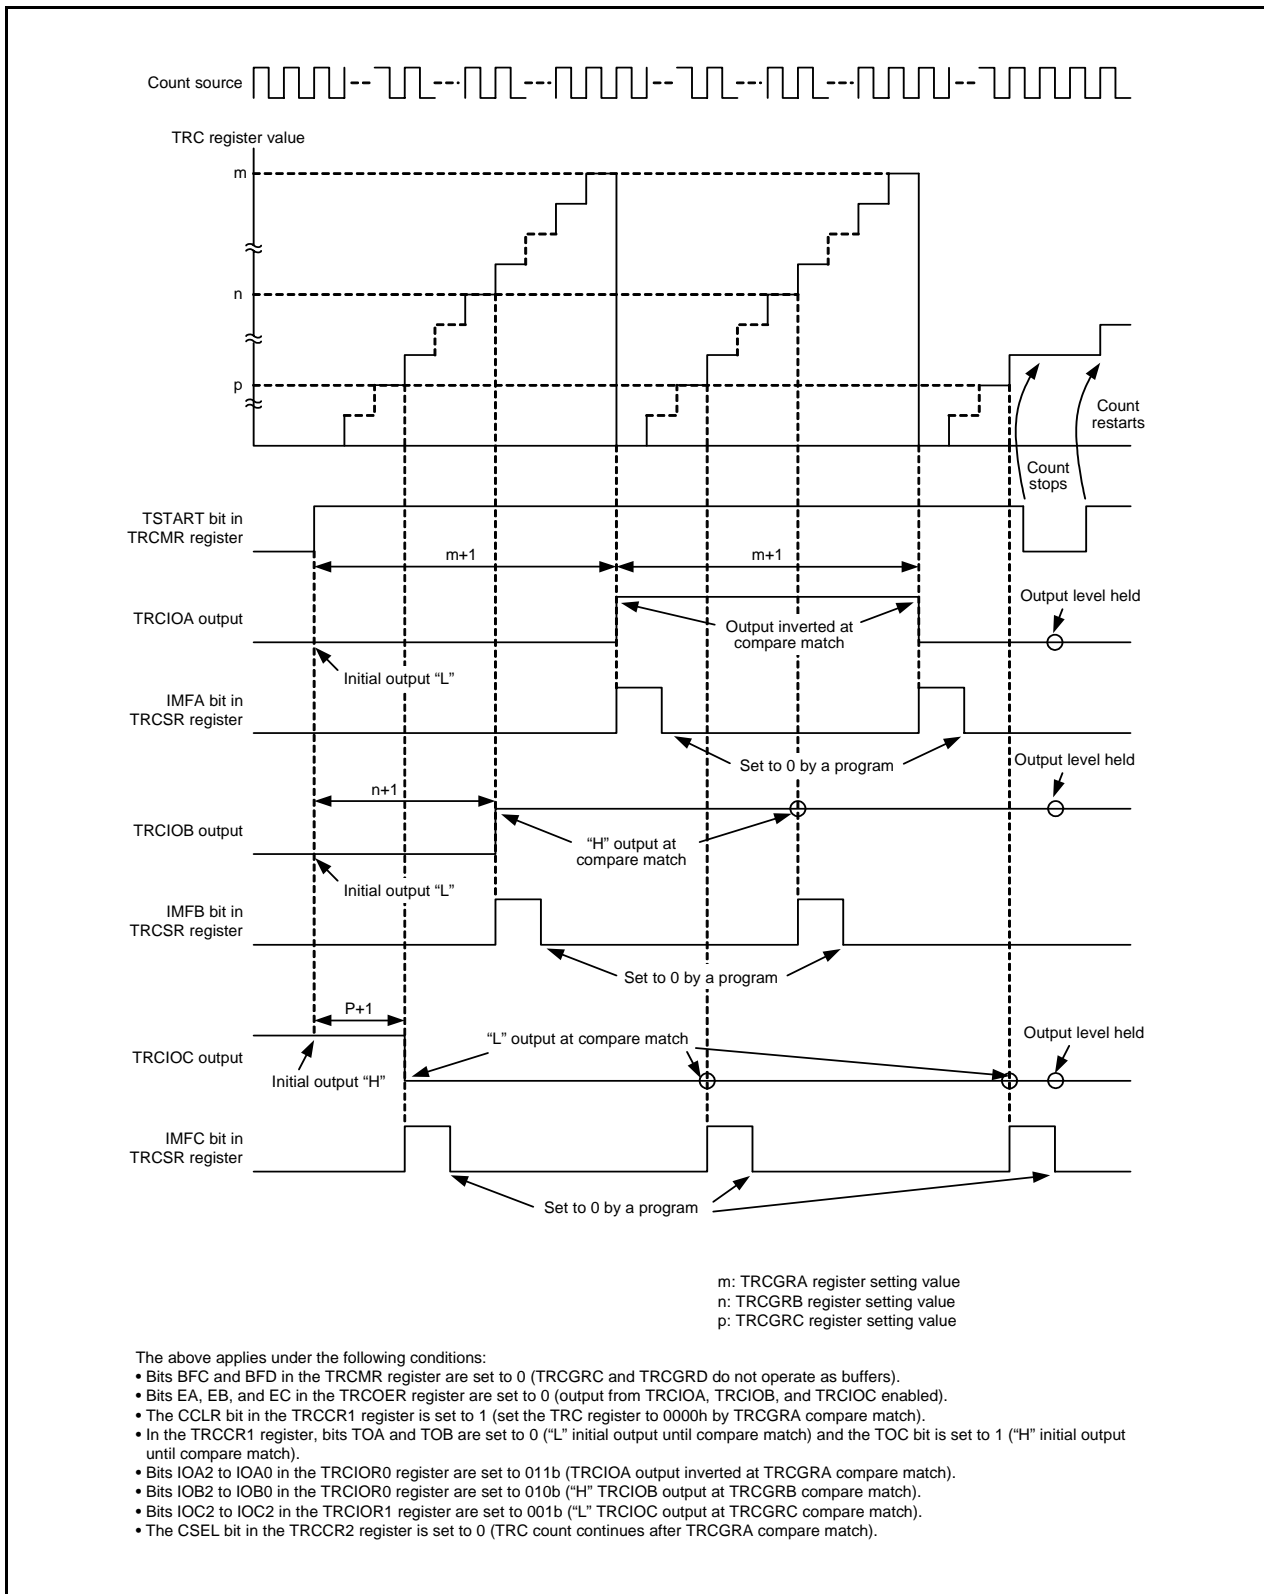 Count source
TRC register value
m
n
p
Count
restarts
Count
stops
TSTART bit in
TRCMR register
m+1
m+1
Output level held
TRCIOA output
Output inverted at
compare match
Initial output “L”
IMFA bit in
TRCSR register
Set to 0 by a program
Output level held
n+1
TRCIOB output
“H” output at
compare match
Initial output “L”
IMFB bit in
TRCSR register
Set to 0 by a program
P+1
“L” output at compare match
Output level held
TRCIOC output
Initial output “H”
IMFC bit in
TRCSR register
Set to 0 by a program
m: TRCGRA register setting value
n: TRCGRB register setting value
p: TRCGRC register setting value
The above applies under the following conditions:
• Bits BFC and BFD in the TRCMR register are set to 0 (TRCGRC and TRCGRD do not operate as buffers).
• Bits EA, EB, and EC in the TRCOER register are set to 0 (output from TRCIOA, TRCIOB, and TRCIOC enabled).
• The CCLR bit in the TRCCR1 register is set to 1 (set the TRC register to 0000h by TRCGRA compare match).
• In the TRCCR1 register, bits TOA and TOB are set to 0 (“L” initial output until compare match) and the TOC bit is set to 1 (“H” initial output
until compare match).
• Bits IOA2 to IOA0 in the TRCIOR0 register are set to 011b (TRCIOA output inverted at TRCGRA compare match).
• Bits IOB2 to IOB0 in the TRCIOR0 register are set to 010b (“H” TRCIOB output at TRCGRB compare match).
• Bits IOC2 to IOC2 in the TRCIOR1 register are set to 001b (“L” TRCIOC output at TRCGRC compare match).
• The CSEL bit in the TRCCR2 register is set to 0 (TRC count continues after TRCGRA compare match).